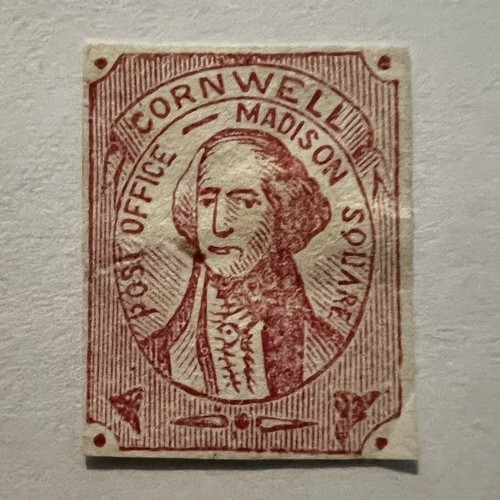 CORNWELL
POST OFFICE — MADISON SQUARE